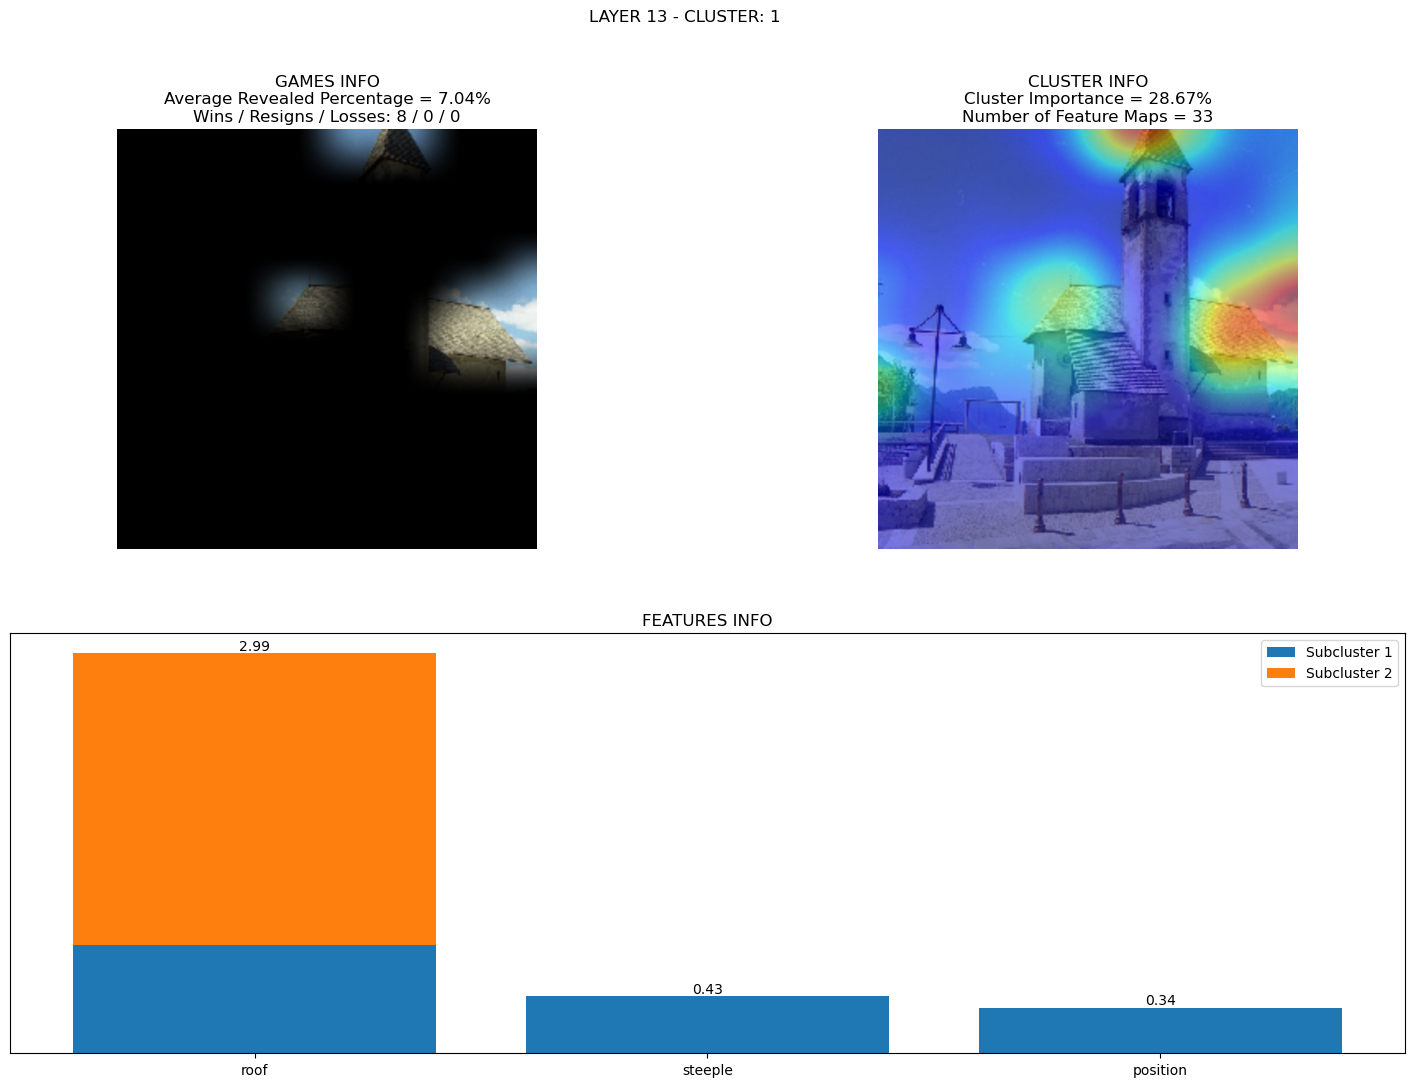 LAYER 13 - CLUSTER: 1
GAMES INFO
Average Revealed Percentage = 7.04%
Wins / Resigns / Losses: 8 / 0 / 0
CLUSTER INFO
Cluster Importance = 28.67%
Number of Feature Maps = 33
FEATURES INFO
2.99
Subcluster 1
Subcluster 2
0.43
0.34
roof
steeple
position